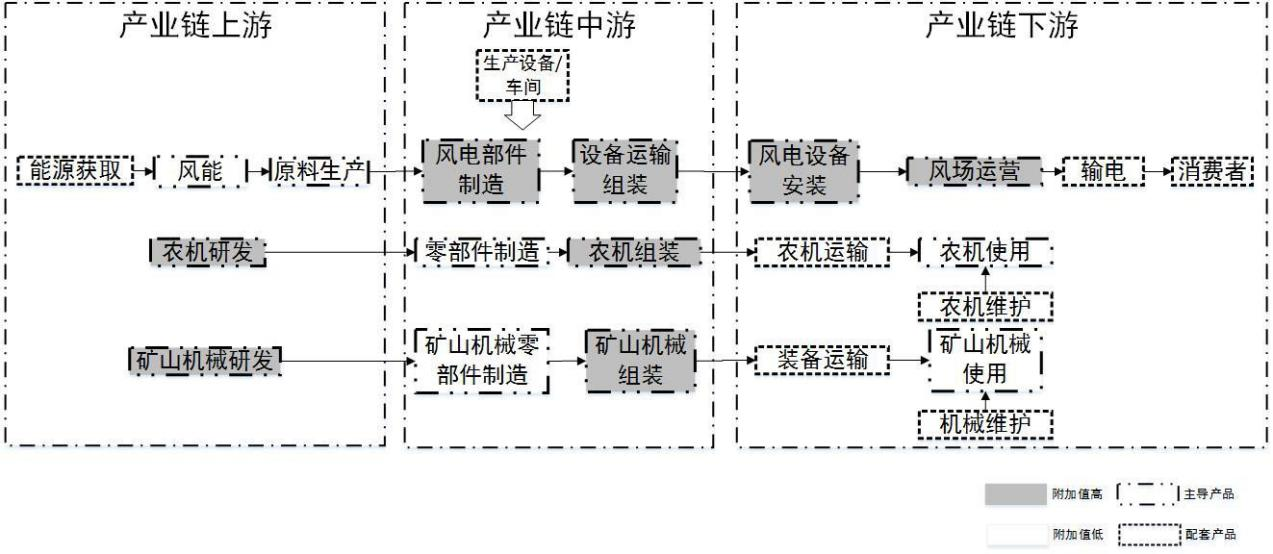 产业链上游
产业链中游
产业链下游
生产设备/
车间
能源获取
风能
原料生产
风电部件
制造
设备运输
组装
风电设备
安装
风场运营
输电
消费者
农机研发
零部件制造
农机组装
农机运输
农机使用
农机维护
矿山机械研发
矿山机械零
部件制造
矿山机械
组装
装备运输
矿山机械
使用
机械维护
附加值高
主导产品
附加值低
配套产品